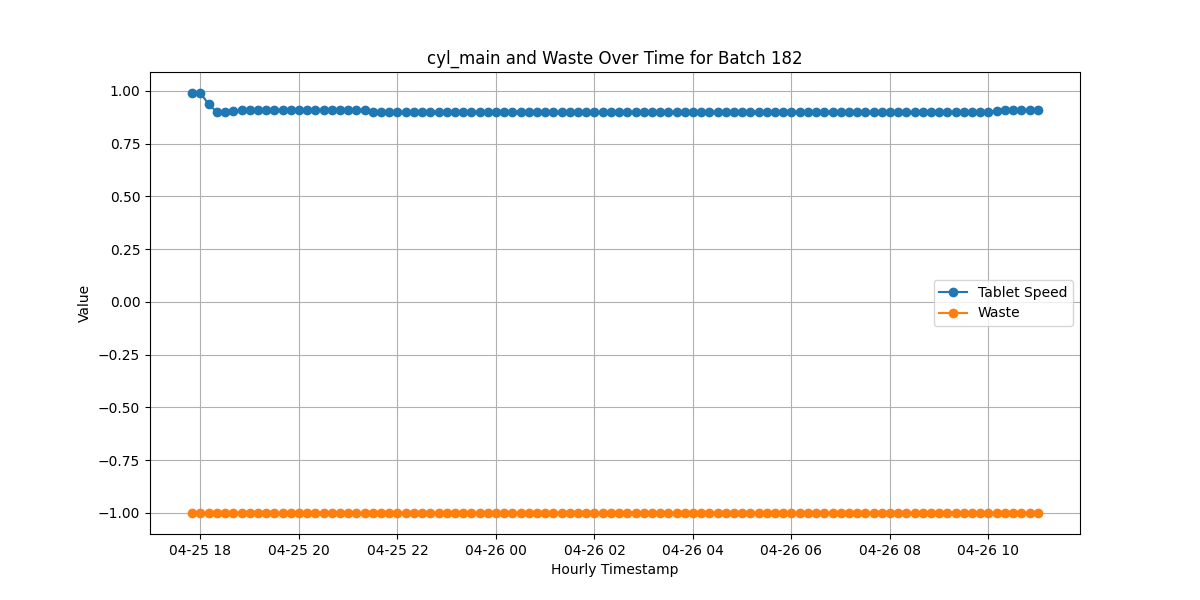 cyl_main and Waste Over Time for Batch 182
1.00
0.75
0.50
0.25
0.00
−0.25
−0.50
−0.75
−1.00
Value
Tablet Speed
Waste
04-25 18 04-25 20 04-25 22 04-26 00 04-26 02 04-26 04 04-26 06 04-26 08 04-26 10
Hourly Timestamp